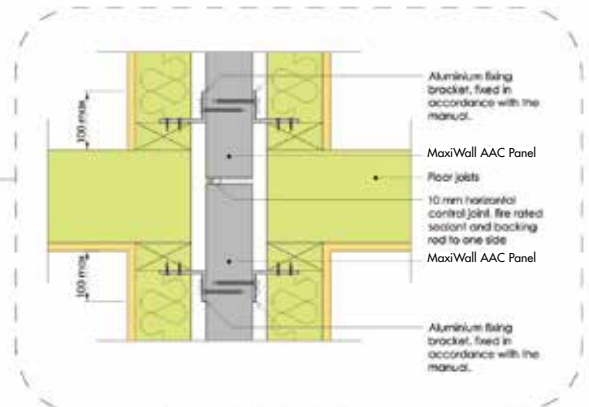 100 max
Aluminium fixing
bracket, fixed in
accordance with the
manual.
MaxiWall AAC Panel
Floor joists
10 mm horizontal
control joint, fire rated
sealant and backing
rod to one side
MaxiWall AAC Panel
100 max
Aluminium fixing
bracket, fixed in
accordance with the
manual.